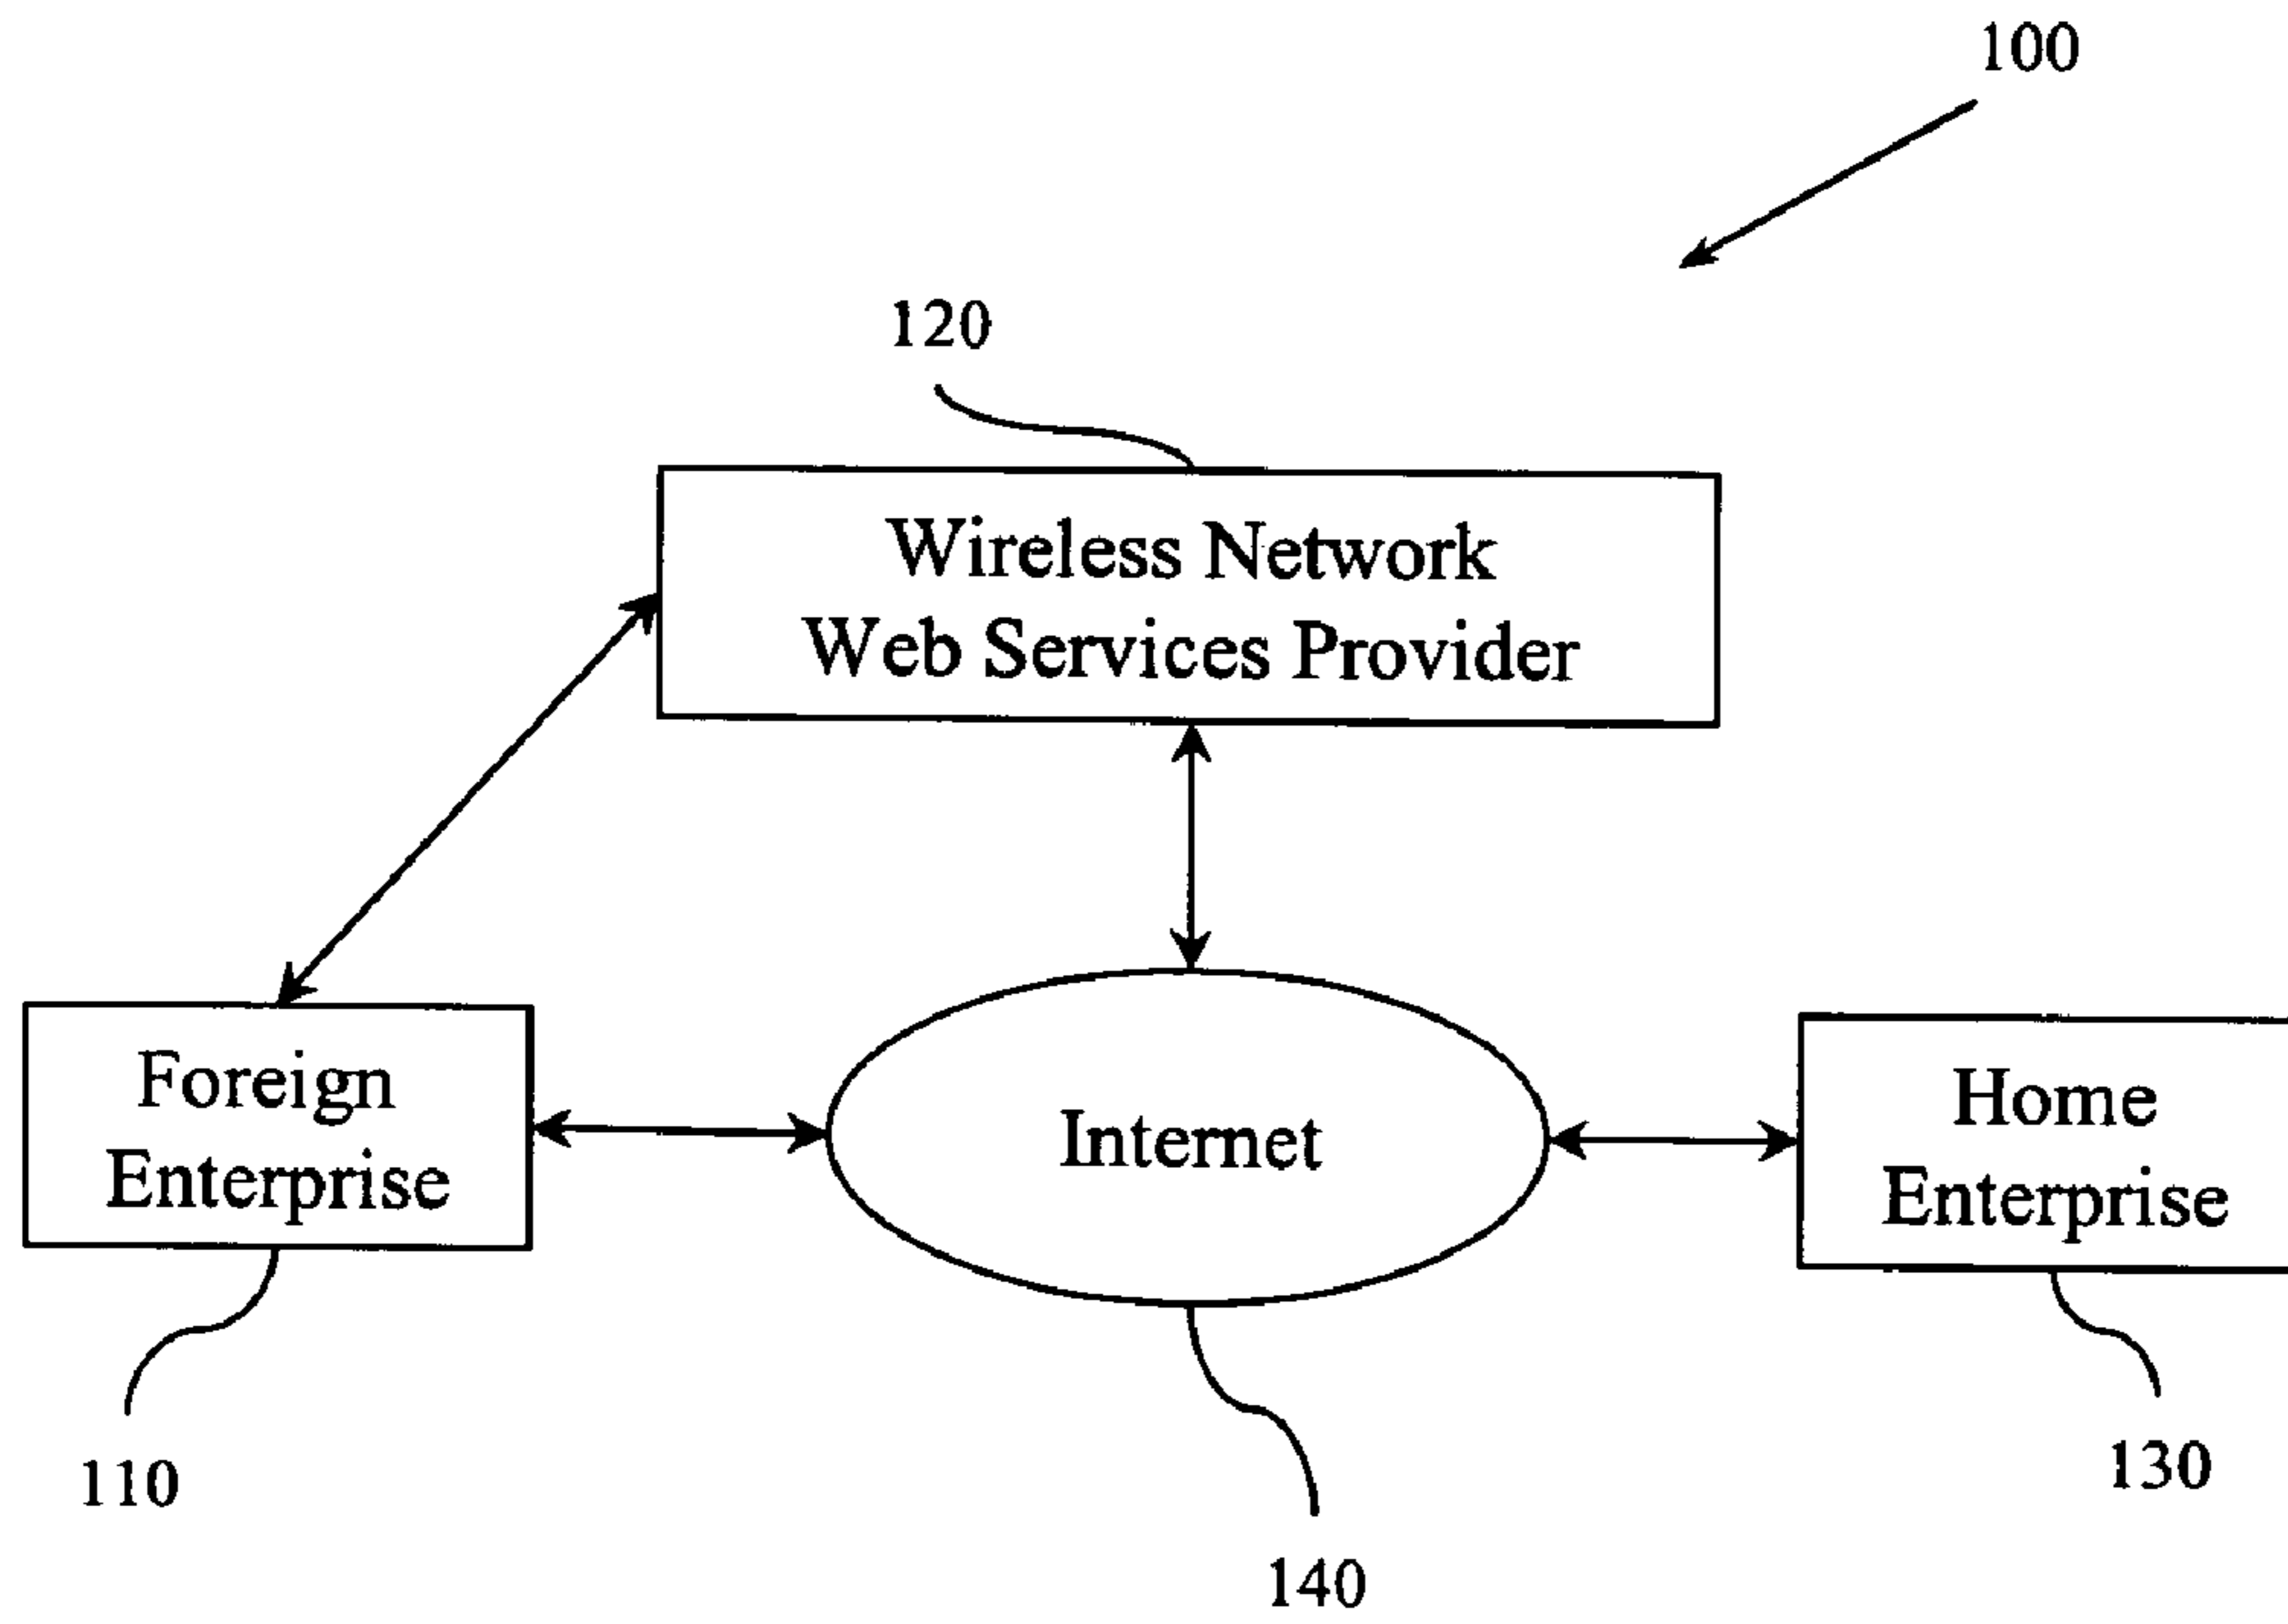 100
120
Wireless Network
Web Services Provider
Foreign
Enterprise
Internet
Home
Enterprise
110
130
140